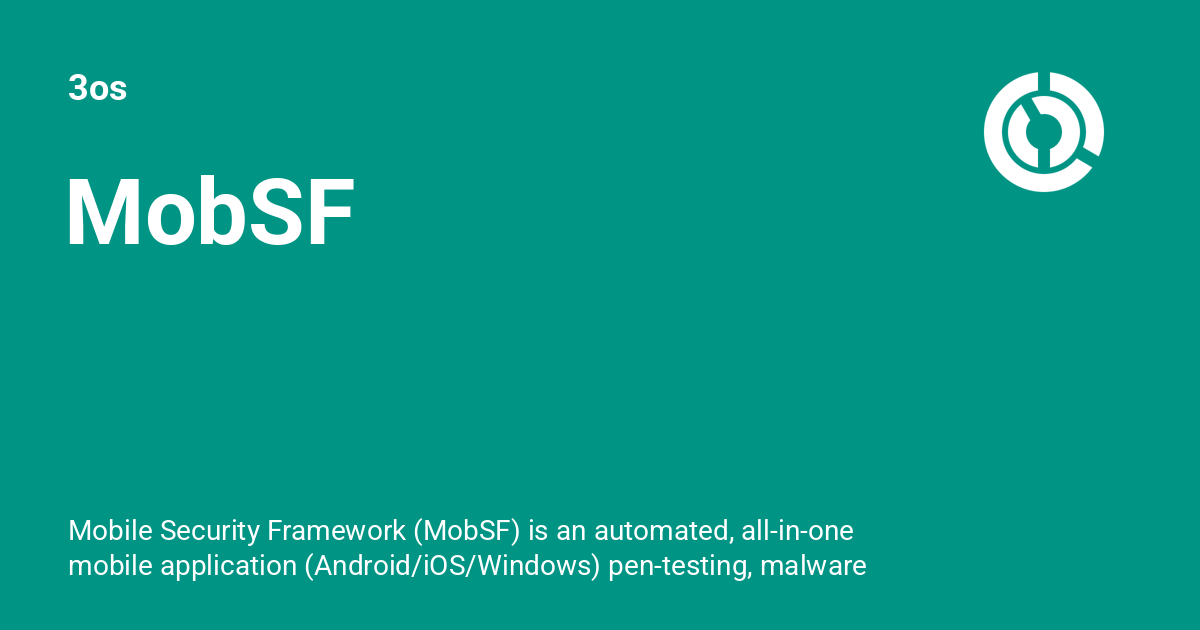 3os
MobSF
Mobile Security Framework (MobSF) is an automated, all-in-one
mobile application (Android/iOS/Windows) pen-testing, malware